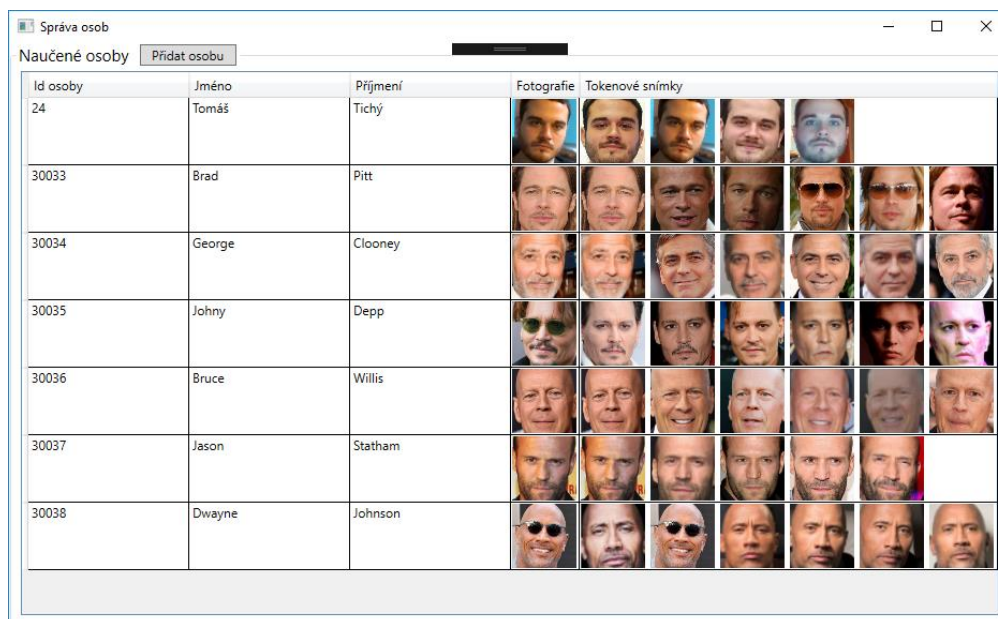 Správa osob
Naučené osoby Přidat osobu
Id osoby Jméno Příjmení Fotografie Tokenové snímky
24 Tomáš Tichý
30033 Brad Pitt
30034 George Clooney
30035 Johny Depp
30036 Bruce Willis
30037 Jason Statham
30038 Dwayne Johnson